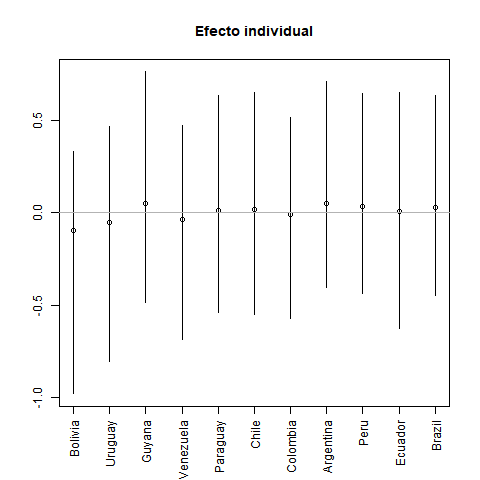 Efecto individual
0.5
0.0
-0.5
-1.0
Bolivia
Uruguay
Guyana
Venezuela
Paraguay
Chile
Colombia
Argentina
Peru
Ecuador
Brazil